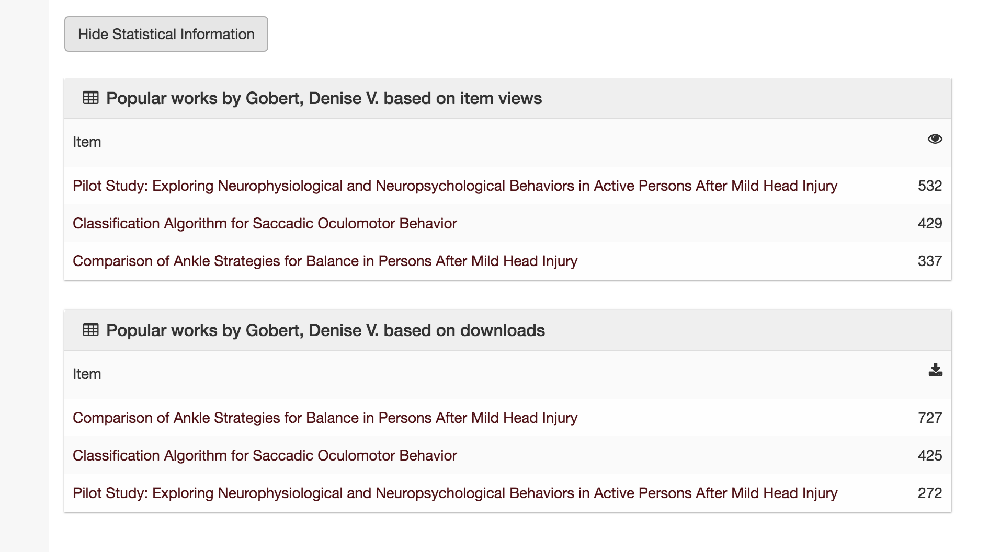 Hide Statistical Information
Popular works by Gobert, Denise V. based on item views
Item
Pilot Study: Exploring Neurophysiological and Neuropsychological Behaviors in Active Persons After Mild Head Injury 532
Classification Algorithm for Saccadic Oculomotor Behavior 429
Comparison of Ankle Strategies for Balance in Persons After Mild Head Injury 337
Popular works by Gobert, Denise V. based on downloads
Item
Comparison of Ankle Strategies for Balance in Persons After Mild Head Injury 727
Classification Algorithm for Saccadic Oculomotor Behavior 425
Pilot Study: Exploring Neurophysiological and Neuropsychological Behaviors in Active Persons After Mild Head Injury 272